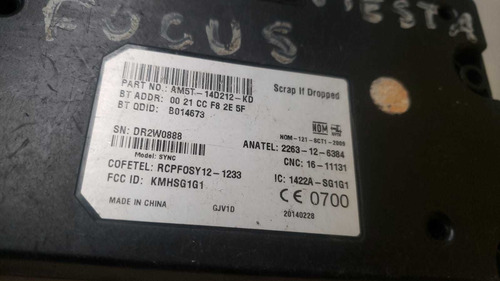 FOCUS
FIESTA
PART NO.: AM5T-14D212-KD
Scrap If Dropped
BT ADDR: 00 21 CC F8 2E 5F
BT QDID: B014673
NOM
NOM-121-SCT1-2009
SN: DR2W0888
ANATEL: 2263-12-6384
Model: SYNC
CNC: 16-11131
COFETEL: RCPFOSY12-1233
IC: 1422A-SG1G1
FCC ID: KMHSG1G1
CE 0700
MADE IN CHINA
GJV1D
20140228